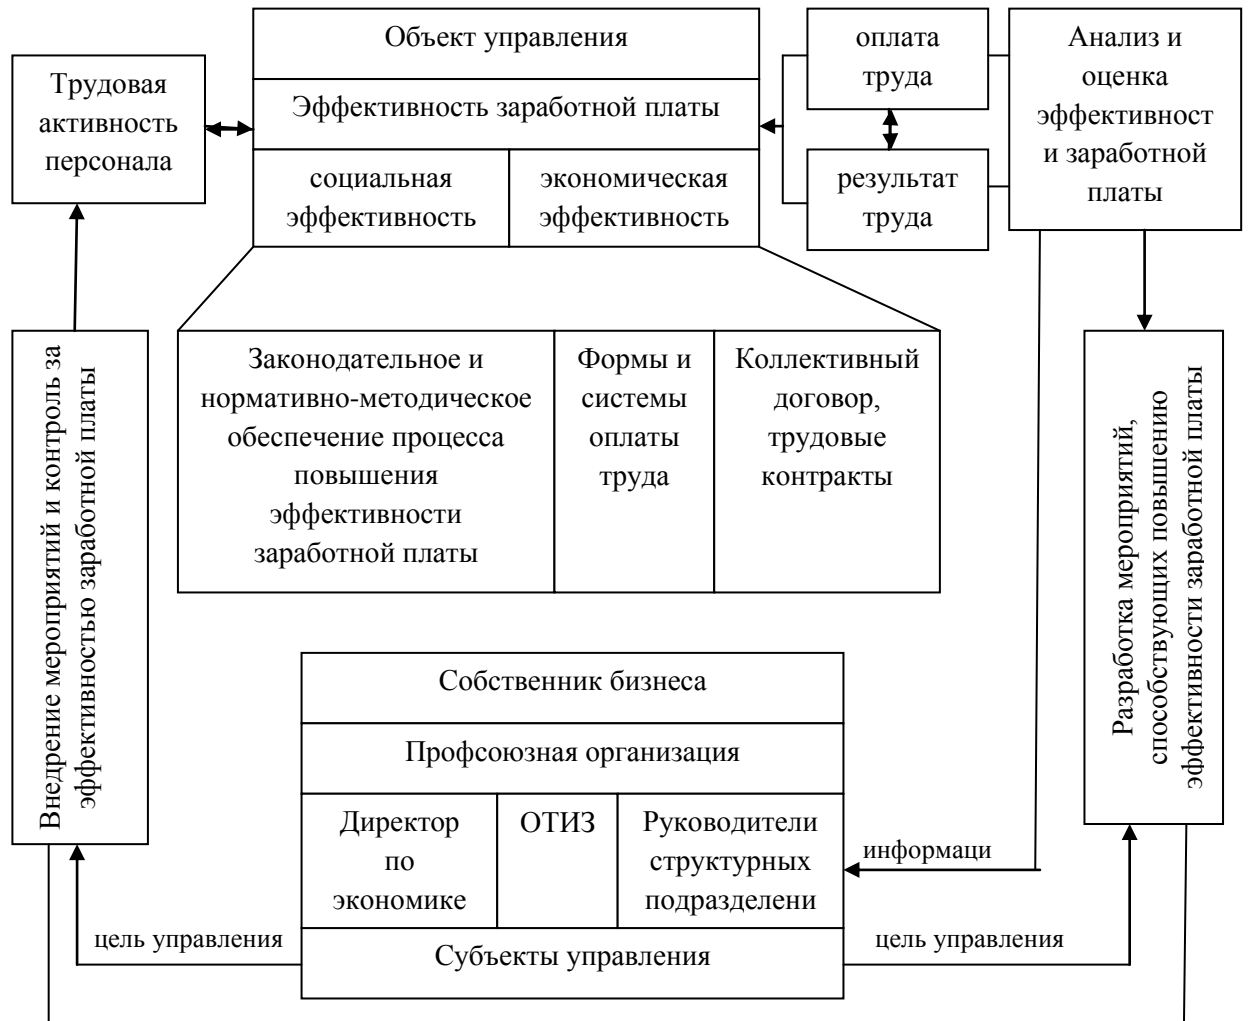 Объект управления
Эффективность заработной платы
социальная
эффективность
экономическая
эффективность
Трудовая
активность
персонала
оплата
труда
результат
труда
Анализ и
оценка
эффективност
и заработной
платы
Законодательное и
нормативно-методическое
обеспечение процесса
повышения
эффективности
заработной платы
Формы и
системы
оплаты
труда
Коллективный
договор,
трудовые
контракты
Внедрение мероприятий и контроль за
эффективностью заработной платы
Разработка мероприятий,
способствующих повышению
эффективности заработной платы
Собственник бизнеса
Профсоюзная организация
Директор
по
экономике
ОТИЗ
Руководители
структурных
подразделени
Субъекты управления
информаци
цель управления
цель управления